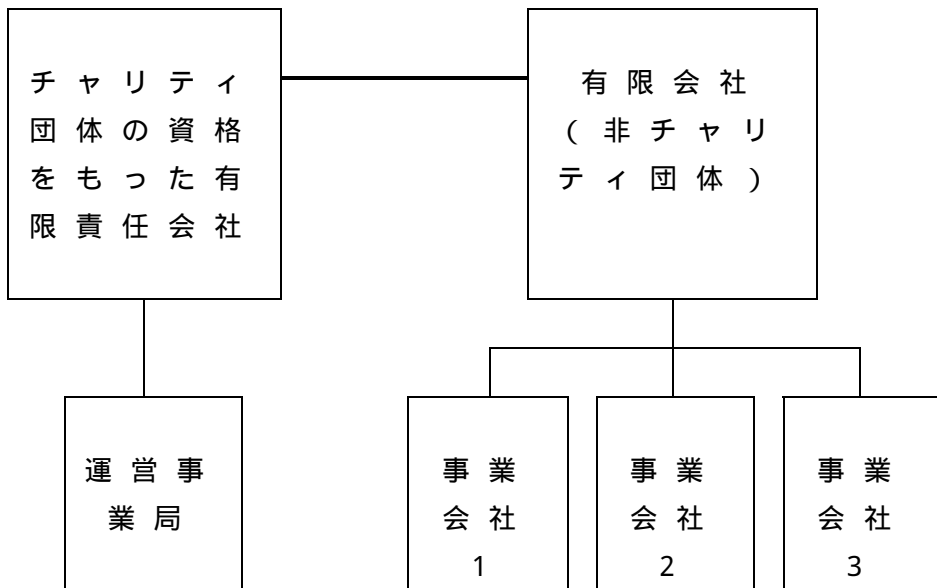 チャリティ
団体の資格
をもった有
限責任会社
有限会社
(非チャリ
ティ団体)
運営事
業局
事業
会社
1
事業
会社
2
事業
会社
3